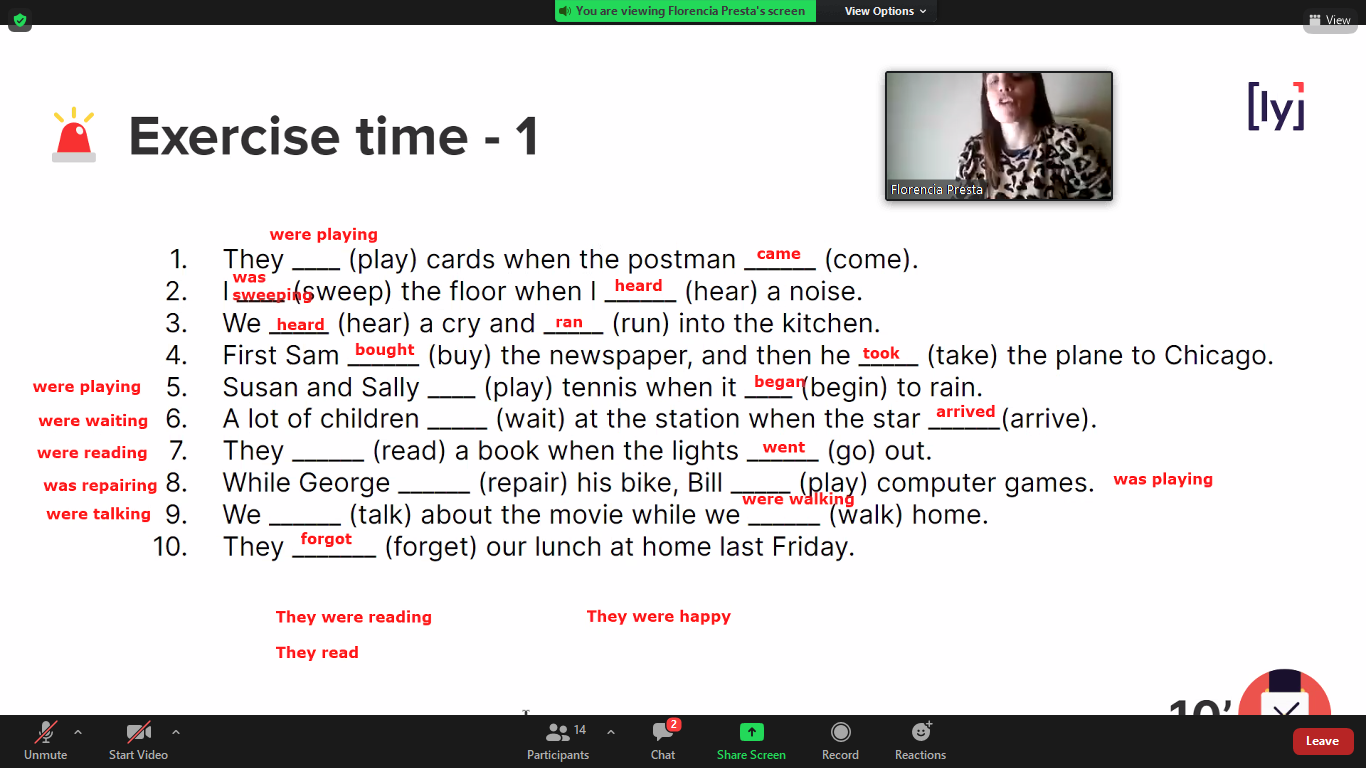 You are viewing Florencia Presta's screen
View Options
View
Exercise time - 1
[ly]
Florencia Presta
were playing
1. They ____ (play) cards when the postman came (come).
2. I was sweeping (sweep) the floor when I heard (hear) a noise.
3. We heard (hear) a cry and ran (run) into the kitchen.
4. First Sam bought (buy) the newspaper, and then he took (take) the plane to Chicago.
were playing 5. Susan and Sally ____ (play) tennis when it began (begin) to rain.
were waiting 6. A lot of children _____ (wait) at the station when the star arrived (arrive).
were reading 7. They ______ (read) a book when the lights went (go) out.
was repairing 8. While George ______ (repair) his bike, Bill _____ (play) computer games. was playing
were talking 9. We ______ (talk) about the movie while we were walking (walk) home.
10. They forgot (forget) our lunch at home last Friday.
They were reading They were happy
They read
10'
Unmute
Start Video
Participants 14
Chat 2
Share Screen
Record
Reactions
Leave